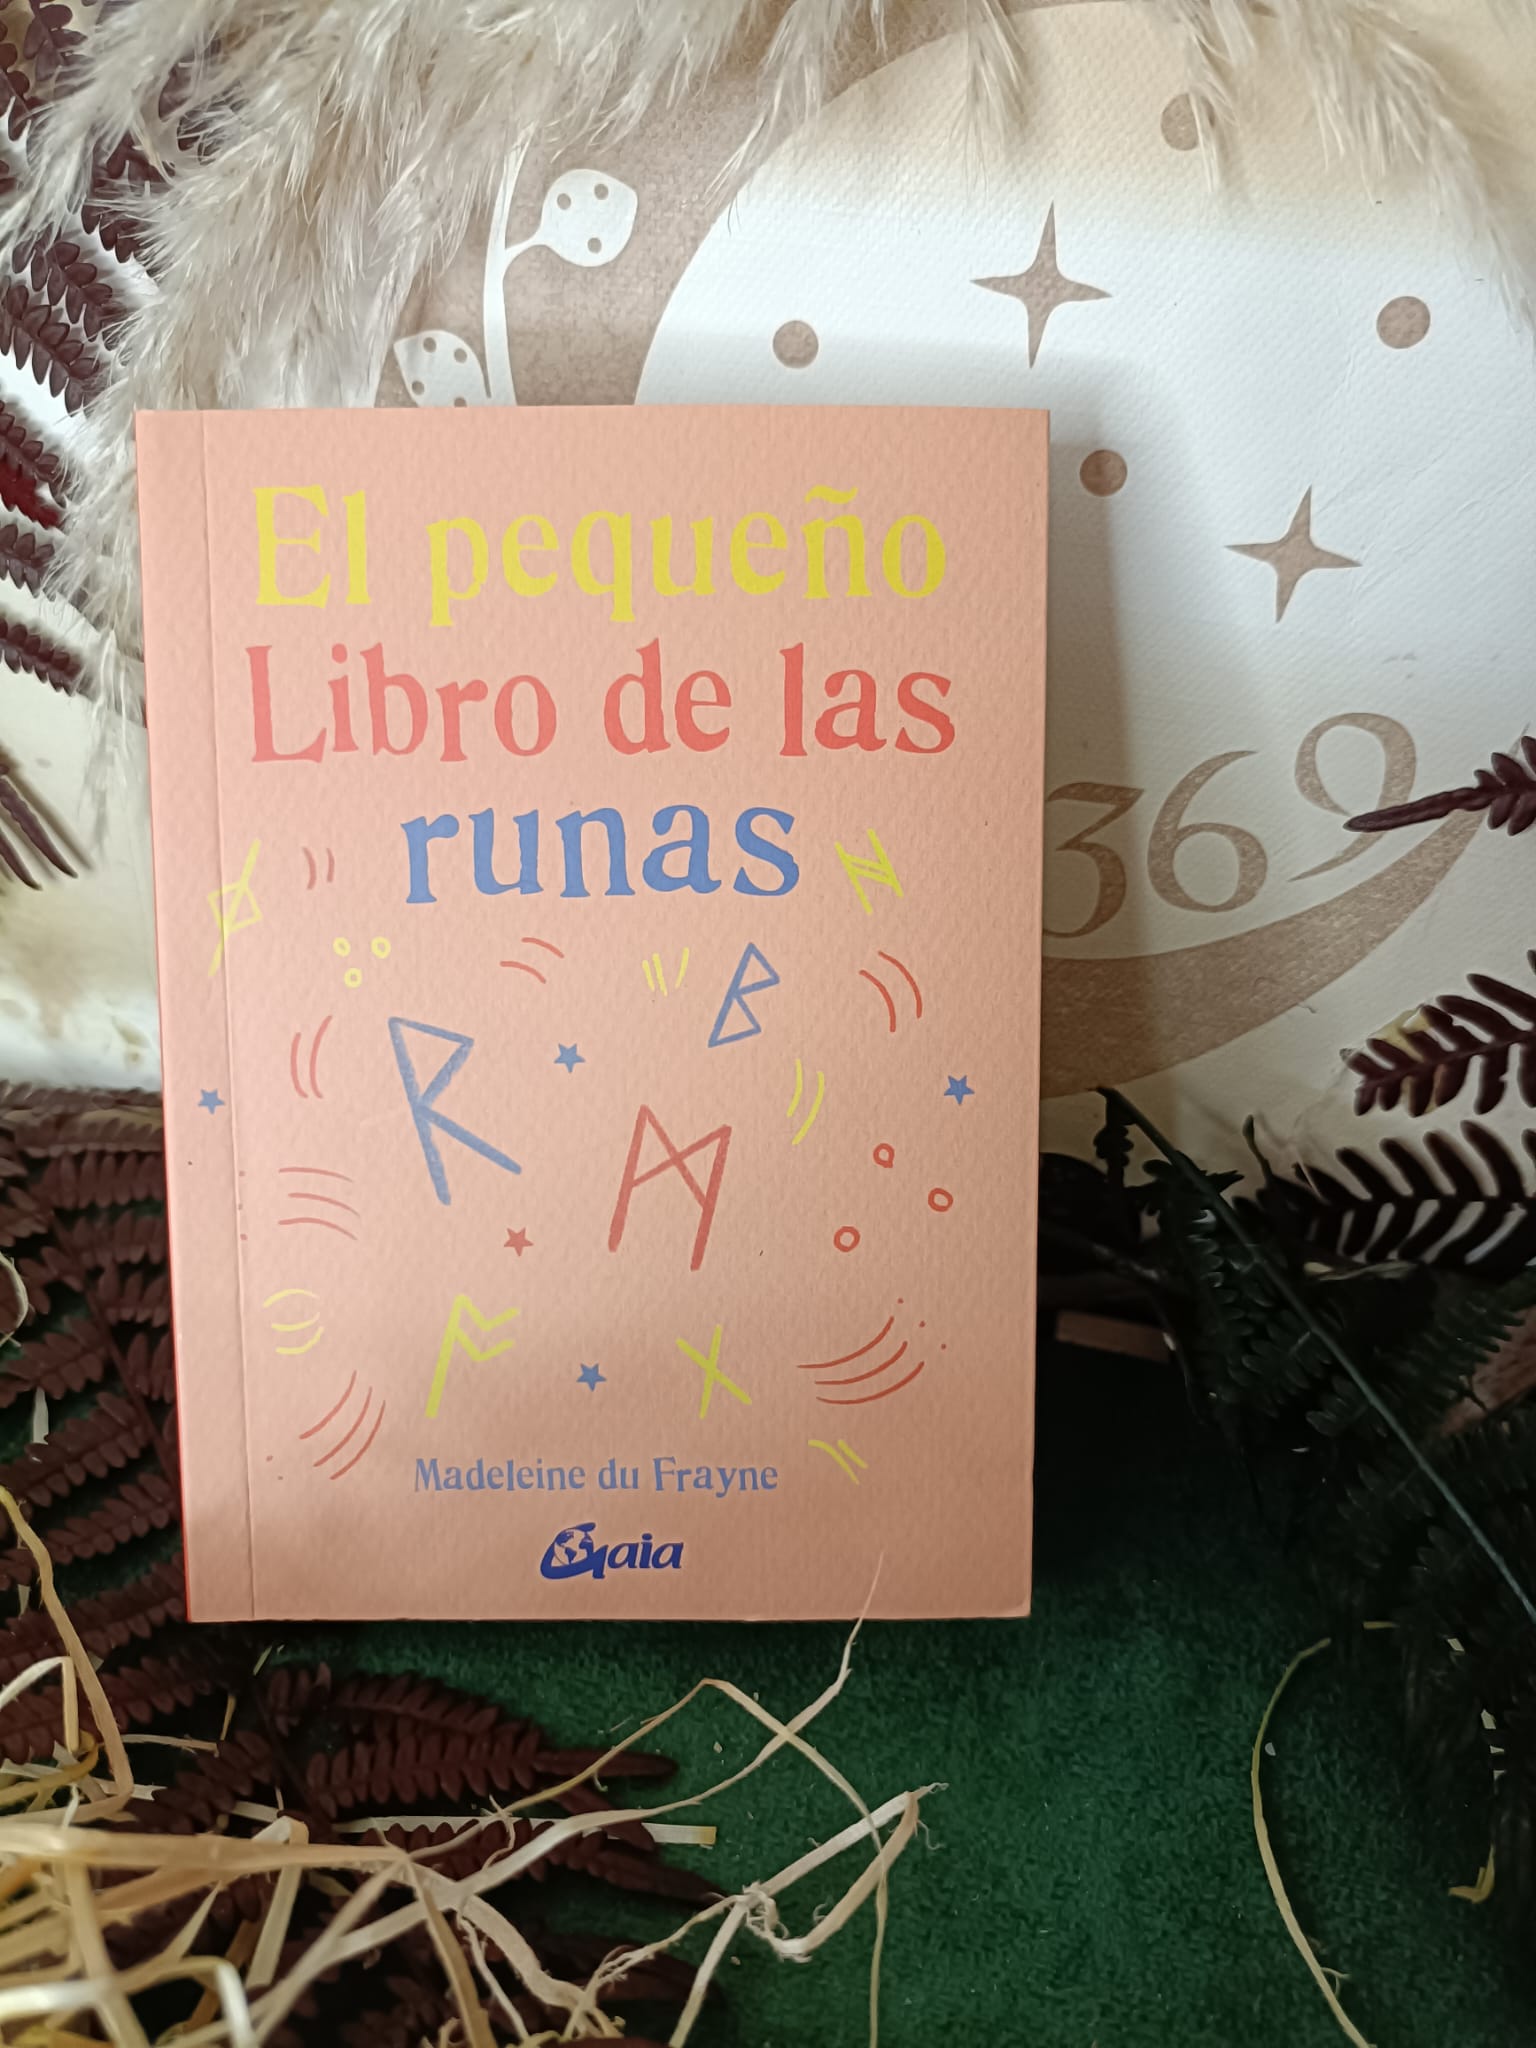 El pequeño
Libro de las
runas
369
Madeleine du Frayne
Gaia